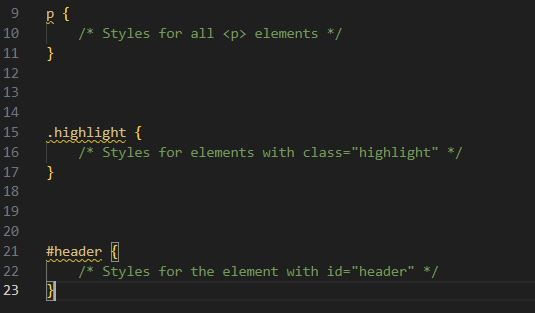 9 p {
10 /* Styles for all <p> elements */
11 }
12
13
14
15 .highlight {
16 /* Styles for elements with class="highlight" */
17 }
18
19
20
21 #header {
22 /* Styles for the element with id="header" */
23 }